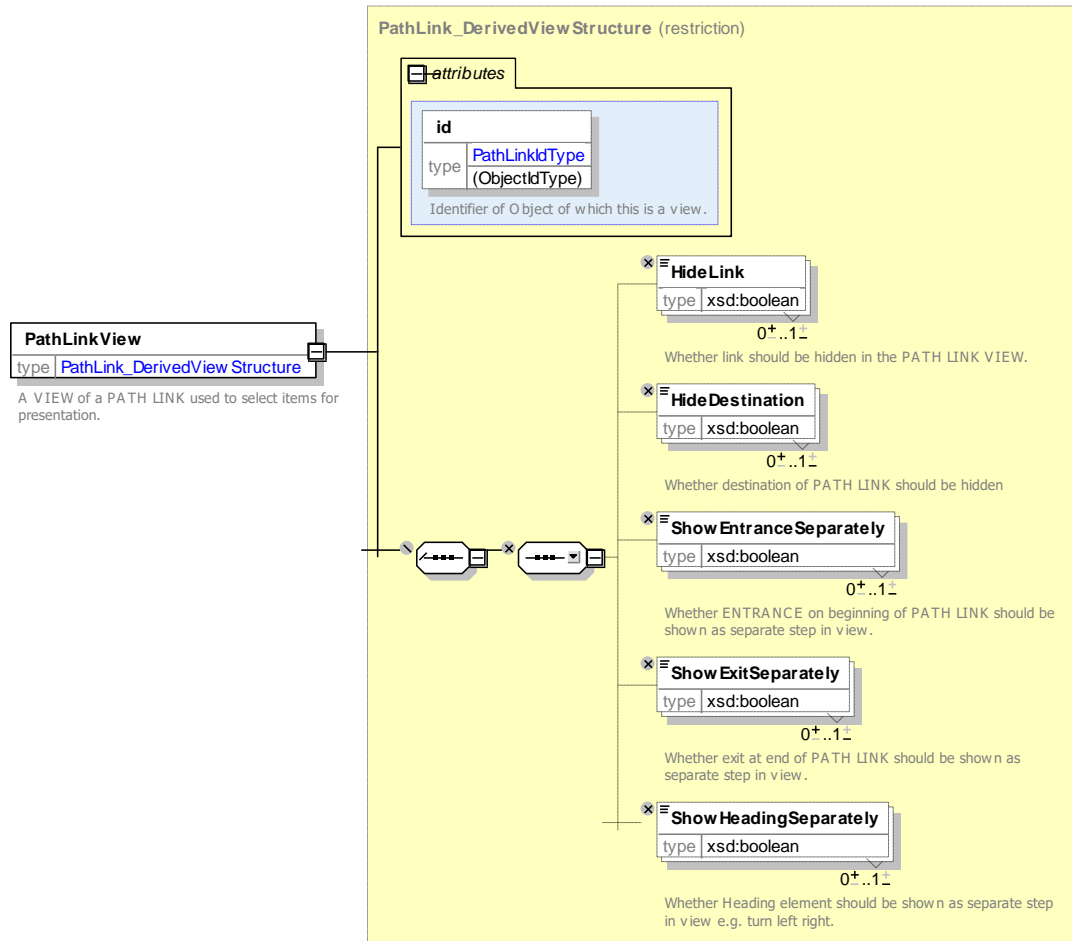 PathLink_DerivedViewStructure (restriction)
attributes
id
type PathLinkIdType
(ObjectIdType)
Identifier of Object of which this is a view.
PathLinkView
type PathLink_DerivedViewStructure
A VIEW of a PATH LINK used to select items for
presentation.
HideLink
type xsd:boolean
0..1
Whether link should be hidden in the PATH LINK VIEW.
HideDestination
type xsd:boolean
0..1
Whether destination of PATH LINK should be hidden
ShowEntranceSeparately
type xsd:boolean
0..1
Whether ENTRANCE on beginning of PATH LINK should be
shown as separate step in view.
ShowExitSeparately
type xsd:boolean
0..1
Whether exit at end of PATH LINK should be shown as
separate step in view.
ShowHeadingSeparately
type xsd:boolean
0..1
Whether Heading element should be shown as separate step
in view e.g. turn left right.